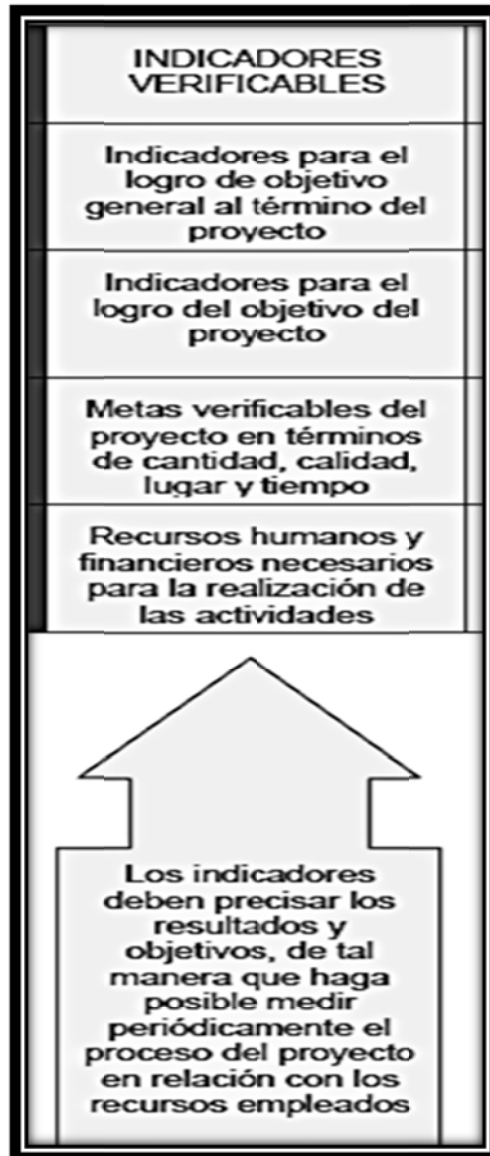 INDICADORES
VERIFICABLES
Indicadores para el
logro de objetivo
general al término del
proyecto
Indicadores para el
logro del objetivo del
proyecto
Metas verificables del
proyecto en términos
de cantidad, calidad,
lugar y tiempo
Recursos humanos y
financieros necesarios
para la realización de
las actividades
Los indicadores
deben precisar los
resultados y
objetivos, de tal
manera que haga
posible medir
periódicamente el
proceso del proyecto
en relación con los
recursos empleados